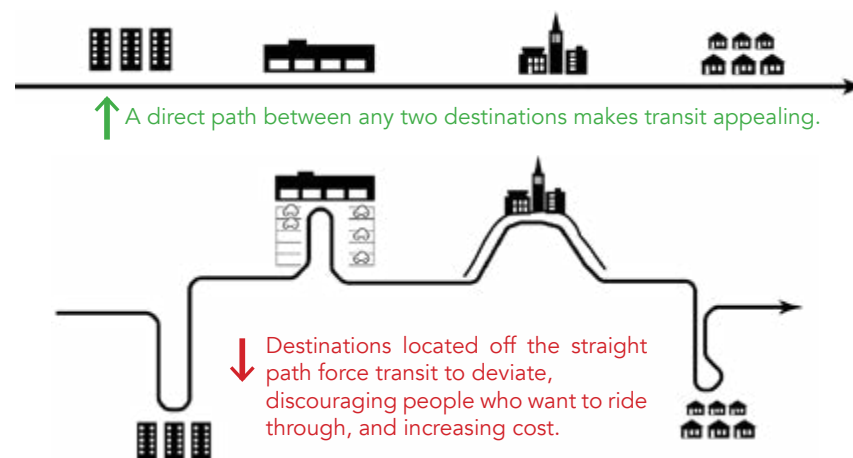 A direct path between any two destinations makes transit appealing.
Destinations located off the straight
path force transit to deviate,
discouraging people who want to ride
through, and increasing cost.